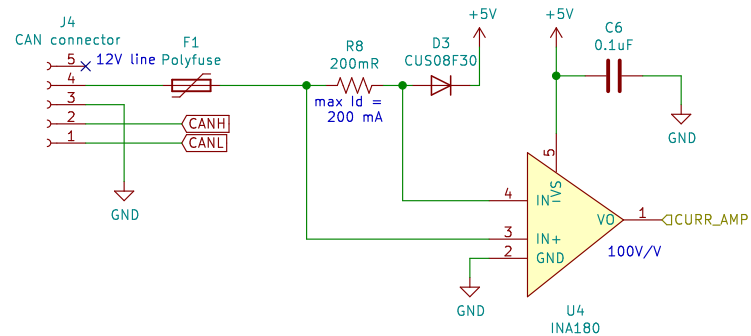 J4
CAN connector
5
12V line
4
3
2
1
CANH
CANL
GND
F1
Polyfuse
R8
200mR
max Id =
200 mA
D3
CUS08F30
+5V
+5V
C6
0.1uF
GND
5
VS
4
IN-
3
IN+
2
GND
VO
1
CURR_AMP
100V/V
GND
U4
INA180